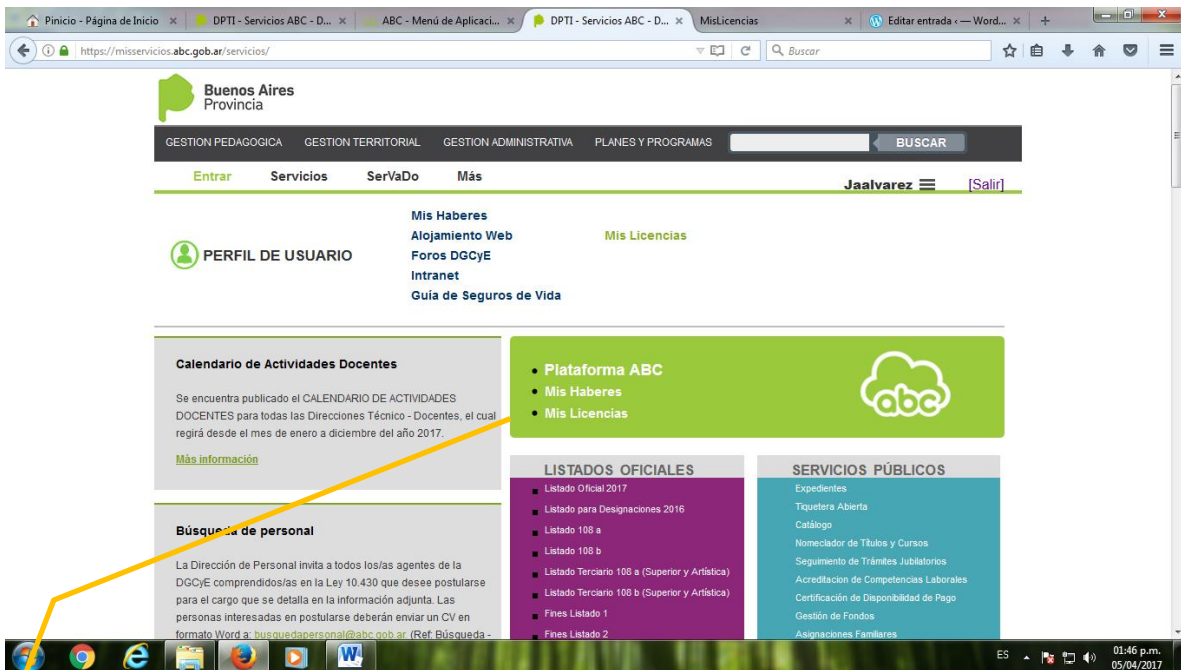 Pinicio - Página de Inicio
DPTI - Servicios ABC - D...
ABC - Menú de Aplicaci...
DPTI - Servicios ABC - D...
MisLicencias
Editar entrada ‹ — Word...
https://misservicios.abc.gob.ar/servicios/
Buscar
Buenos Aires
Provincia
GESTION PEDAGOGICA GESTION TERRITORIAL GESTION ADMINISTRATIVA PLANES Y PROGRAMAS BUSCAR
Entrar Servicios SerVaDo Más
Jaalvarez [Salir]
PERFIL DE USUARIO
Mis Haberes
Alojamiento Web
Foros DGCyE
Intranet
Guía de Seguros de Vida
Mis Licencias
Calendario de Actividades Docentes
Se encuentra publicado el CALENDARIO DE ACTIVIDADES
DOCENTES para todas las Direcciones Técnico - Docentes, el cual
regirá desde el mes de enero a diciembre del año 2017.
Más información
Plataforma ABC
Mis Haberes
Mis Licencias
abc
Búsqueda de personal
La Dirección de Personal invita a todos los/as agentes de la
DGCyE comprendidos/as en la Ley 10.430 que desee postularse
para el cargo que se detalla en la información adjunta. Las
personas interesadas en postularse deberán enviar un CV en
formato Word a: busquedapersonal@abc.gob.ar (Ref: Búsqueda -
LISTADOS OFICIALES
Listado Oficial 2017
Listado para Designaciones 2016
Listado 108 a
Listado 108 b
Listado Terciario 108 a (Superior y Artística)
Listado Terciario 108 b (Superior y Artística)
Fines Listado 1
Fines Listado 2
SERVICIOS PÚBLICOS
Expedientes
Tiquetera Abierta
Catálogo
Nomeclador de Títulos y Cursos
Seguimiento de Trámites Jubilatorios
Acreditacion de Competencias Laborales
Certificación de Disponibilidad de Pago
Gestión de Fondos
Asignaciones Familiares
ES
01:46 p.m.
05/04/2017